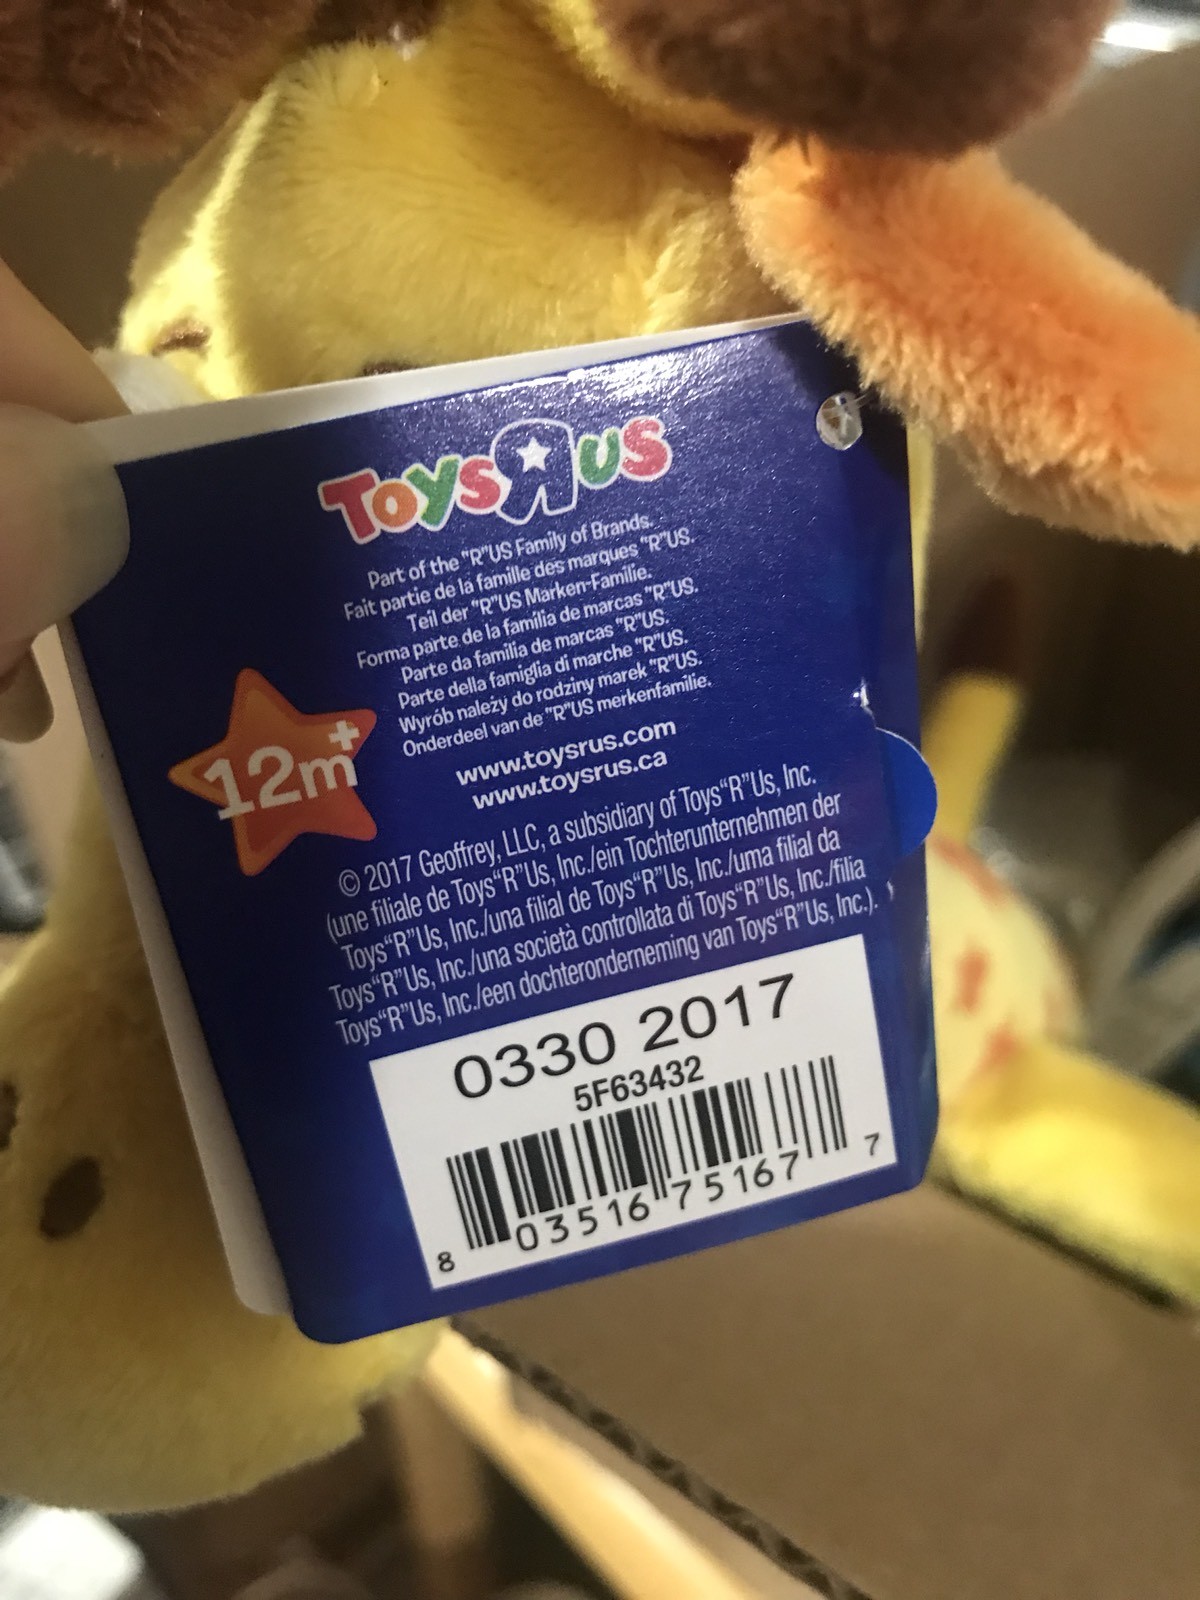 TOYSRUS
Part of the "R"US Family of Brands.
Fait partie de la famille des marques "R"US.
Teil der "R"US Marken-Familie.
Forma parte de la familia de marcas "R"US.
Parte da familia de marcas "R"US.
Parte della famiglia di marche "R"US.
Wyrób należy do rodziny marek "R"US.
Onderdeel van de "R"US merkenfamilie.
12m+
www.toysrus.com
www.toysrus.ca
© 2017 Geoffrey, LLC, a subsidiary of Toys“R”Us, Inc.
(une filiale de Toys“R”Us, Inc./ein Tochterunternehmen der
Toys“R”Us, Inc./una filial de Toys“R”Us, Inc./uma filial da
Toys“R”Us, Inc./una società controllata di Toys“R”Us, Inc./filia
Toys“R”Us, Inc./een dochteronderneming van Toys“R”Us, Inc.).
0330 2017
5F63432
8 03516 75167 7